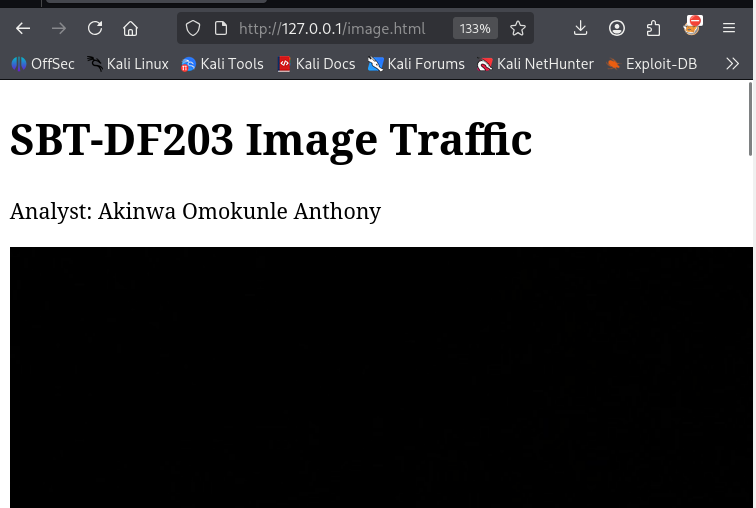 http://127.0.0.1/image.html
133%
OffSec
Kali Linux
Kali Tools
Kali Docs
Kali Forums
Kali NetHunter
Exploit-DB
SBT-DF203 Image Traffic
Analyst: Akinwa Omokunle Anthony